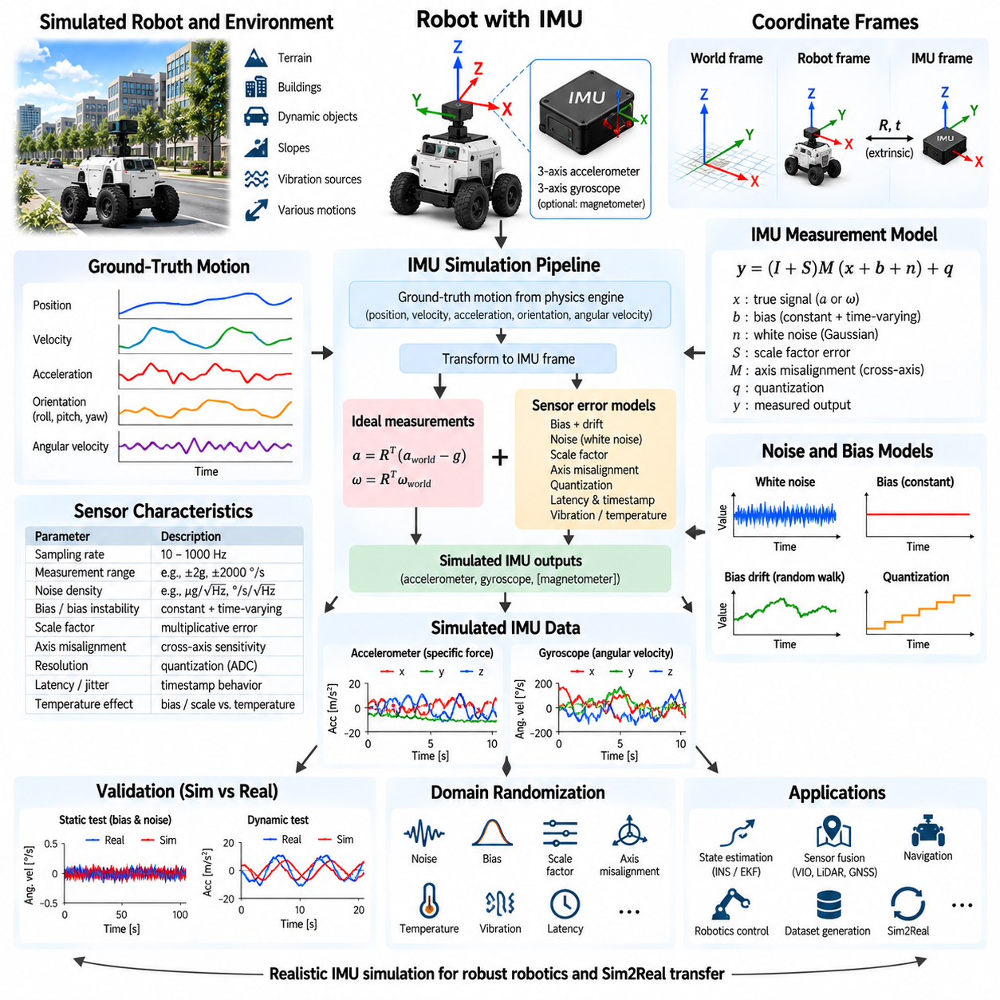 Simulated Robot and Environment
Terrain
Buildings
Dynamic objects
Slopes
Vibration sources
Various motions
Robot with IMU
Z
Z
Y
X
IMU
X
3-axis accelerometer
3-axis gyroscope
(optional: magnetometer)
Coordinate Frames
World frame
Robot frame
IMU frame
Z
Y
X
Z
Y
X
R, t
(extrinsic)
Z
Y
IMU
X
Ground-Truth Motion
Position
Velocity
Acceleration
Orientation
(roll, pitch, yaw)
Angular velocity
Time
IMU Simulation Pipeline
Ground-truth motion from physics engine
(position, velocity, acceleration, orientation, angular velocity)
Transform to IMU frame
Ideal measurements
a = R^T(a_world − g)
ω = R^T ω_world
+
Sensor error models
Bias + drift
Noise (white noise)
Scale factor
Axis misalignment
Quantization
Latency & timestamp
Vibration / temperature
Simulated IMU outputs
(accelerometer, gyroscope, [magnetometer])
IMU Measurement Model
y = (I + S)M (x + b + n) + q
x : true signal (a or ω)
b : bias (constant + time-varying)
n : white noise (Gaussian)
S : scale factor error
M : axis misalignment (cross-axis)
q : quantization
y : measured output
Noise and Bias Models
White noise
Value
Time
Bias (constant)
Time
Bias drift (random walk)
Value
Time
Quantization
Time
Sensor Characteristics
Parameter Description
Sampling rate 10 – 1000 Hz
Measurement range e.g., ±2g, ±2000 °/s
Noise density e.g., μg/√Hz, °/s/√Hz
Bias / bias instability constant + time-varying
Scale factor multiplicative error
Axis misalignment cross-axis sensitivity
Resolution quantization (ADC)
Latency / jitter timestamp behavior
Temperature effect bias / scale vs. temperature
Simulated IMU Data
Accelerometer (specific force)
x y z
Acc [m/s²]
20
0
−20
0 5 10
Time [s]
Gyroscope (angular velocity)
x y z
Ang. vel [°/s]
200
0
-200
0 5 10
Time [s]
Validation (Sim vs Real)
Static test (bias & noise)
Real Sim
Ang. vel [°/s]
0.5
0
-0.5
0 50 100
Time [s]
Dynamic test
Real Sim
Acc [m/s²]
20
0
−20
0 10 20
Time [s]
Domain Randomization
Noise
Bias
Scale
factor
Axis
misalignment
Temperature
Vibration
Latency
...
Applications
State estimation
(INS / EKF)
Sensor fusion
(VIO, LiDAR, GNSS)
Navigation
Robotics control
Dataset generation
Sim2Real
...
Realistic IMU simulation for robust robotics and Sim2Real transfer